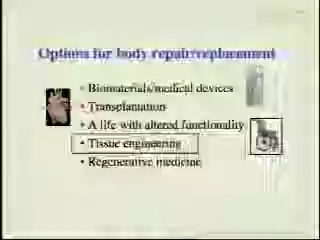 Options for body repair/replacement
• Biomaterials/medical devices
• Transplantation
• A life with altered functionality
• Tissue engineering
• Regenerative medicine